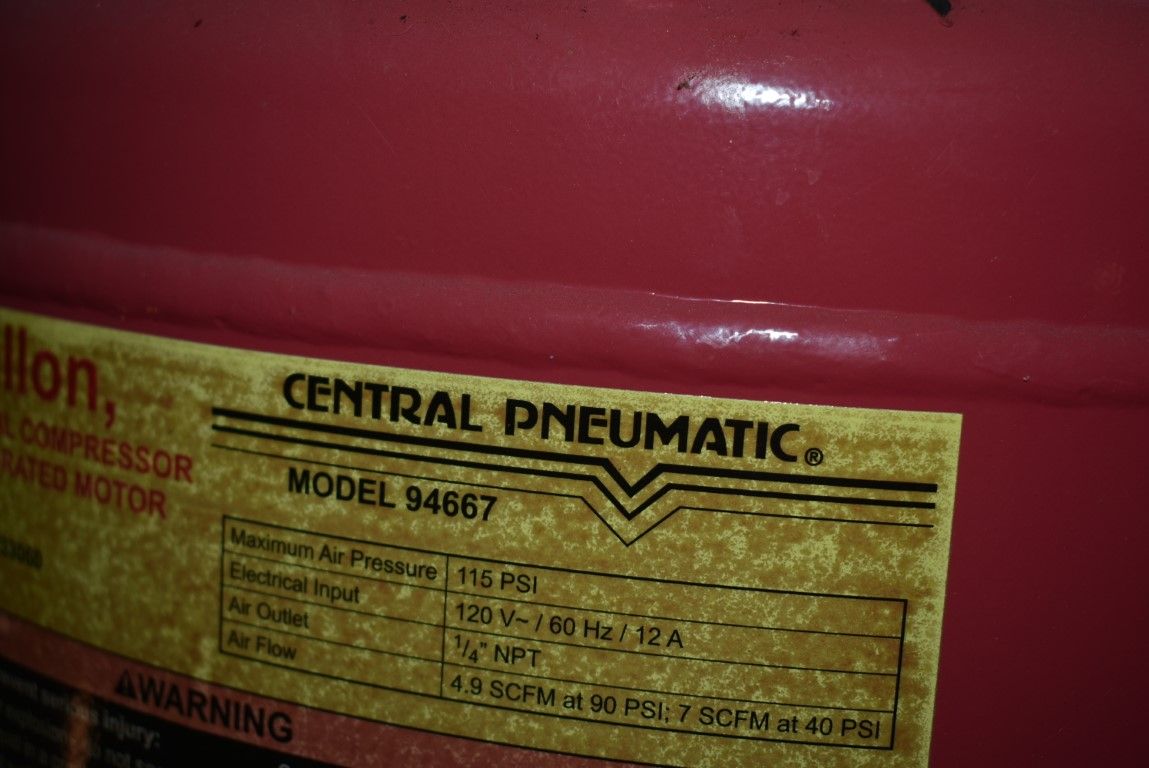 CENTRAL PNEUMATIC®
COMPRESSOR
RATED MOTOR
MODEL 94667
Maximum Air Pressure 115 PSI
Electrical Input 120 V~ / 60 Hz / 12 A
Air Outlet 1/4" NPT
Air Flow 4.9 SCFM at 90 PSI; 7 SCFM at 40 PSI
WARNING
injury: